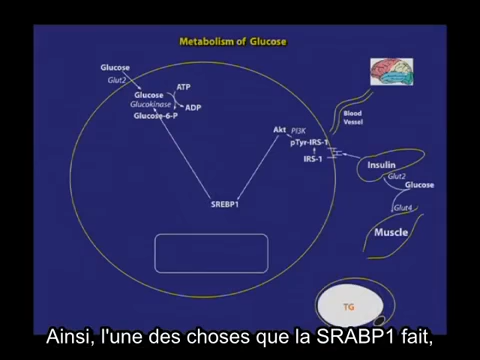 Metabolism of Glucose
Glucose
Glut2
Glucose
ATP
Glucokinase
ADP
Glucose-6-P
Akt
PI3K
pTyr-IRS-1
IRS-1
Blood
Vessel
Insulin
Glut2
Glucose
Glut4
Muscle
SREBP1
TG
Ainsi, l'une des choses que la SRABP1 fait,